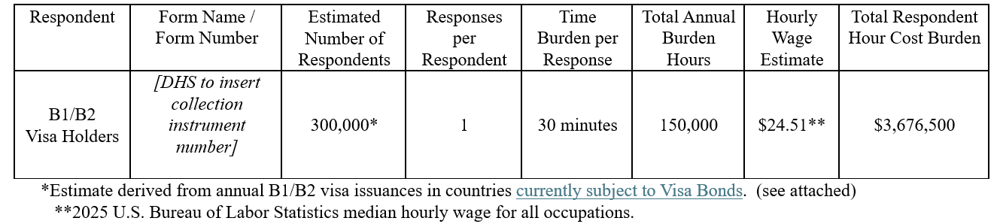 Respondent
Form Name /
Form Number
Estimated
Number of
Respondents
Responses
per
Respondent
Time
Burden per
Response
Total Annual
Burden
Hours
Hourly
Wage
Estimate
Total Respondent
Hour Cost Burden
B1/B2
Visa Holders
[DHS to insert
collection
instrument
number]
300,000*
1
30 minutes
150,000
$24.51**
$3,676,500
*Estimate derived from annual B1/B2 visa issuances in countries currently subject to Visa Bonds. (see attached)
**2025 U.S. Bureau of Labor Statistics median hourly wage for all occupations.